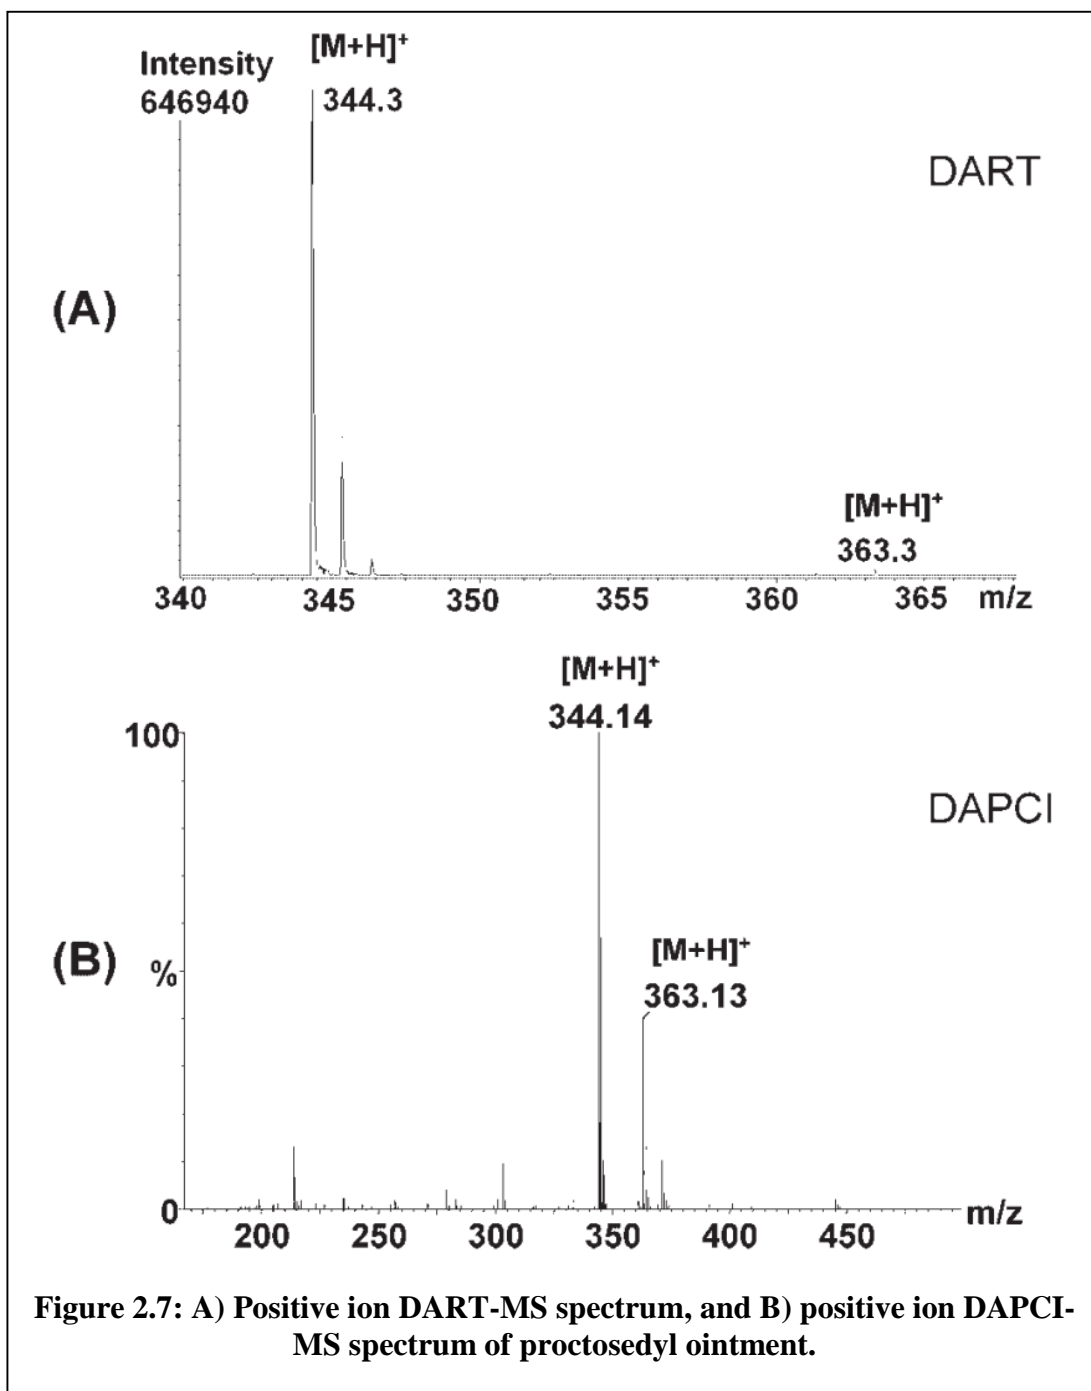 [M+H]⁺
Intensity
646940
344.3
DART
(A)
[M+H]⁺
363.3
340 345 350 355 360 365 m/z
[M+H]⁺
344.14
100
DAPCI
(B)
%
[M+H]⁺
363.13
0
200 250 300 350 400 450 m/z
Figure 2.7: A) Positive ion DART-MS spectrum, and B) positive ion DAPCI-
MS spectrum of proctosedyl ointment.